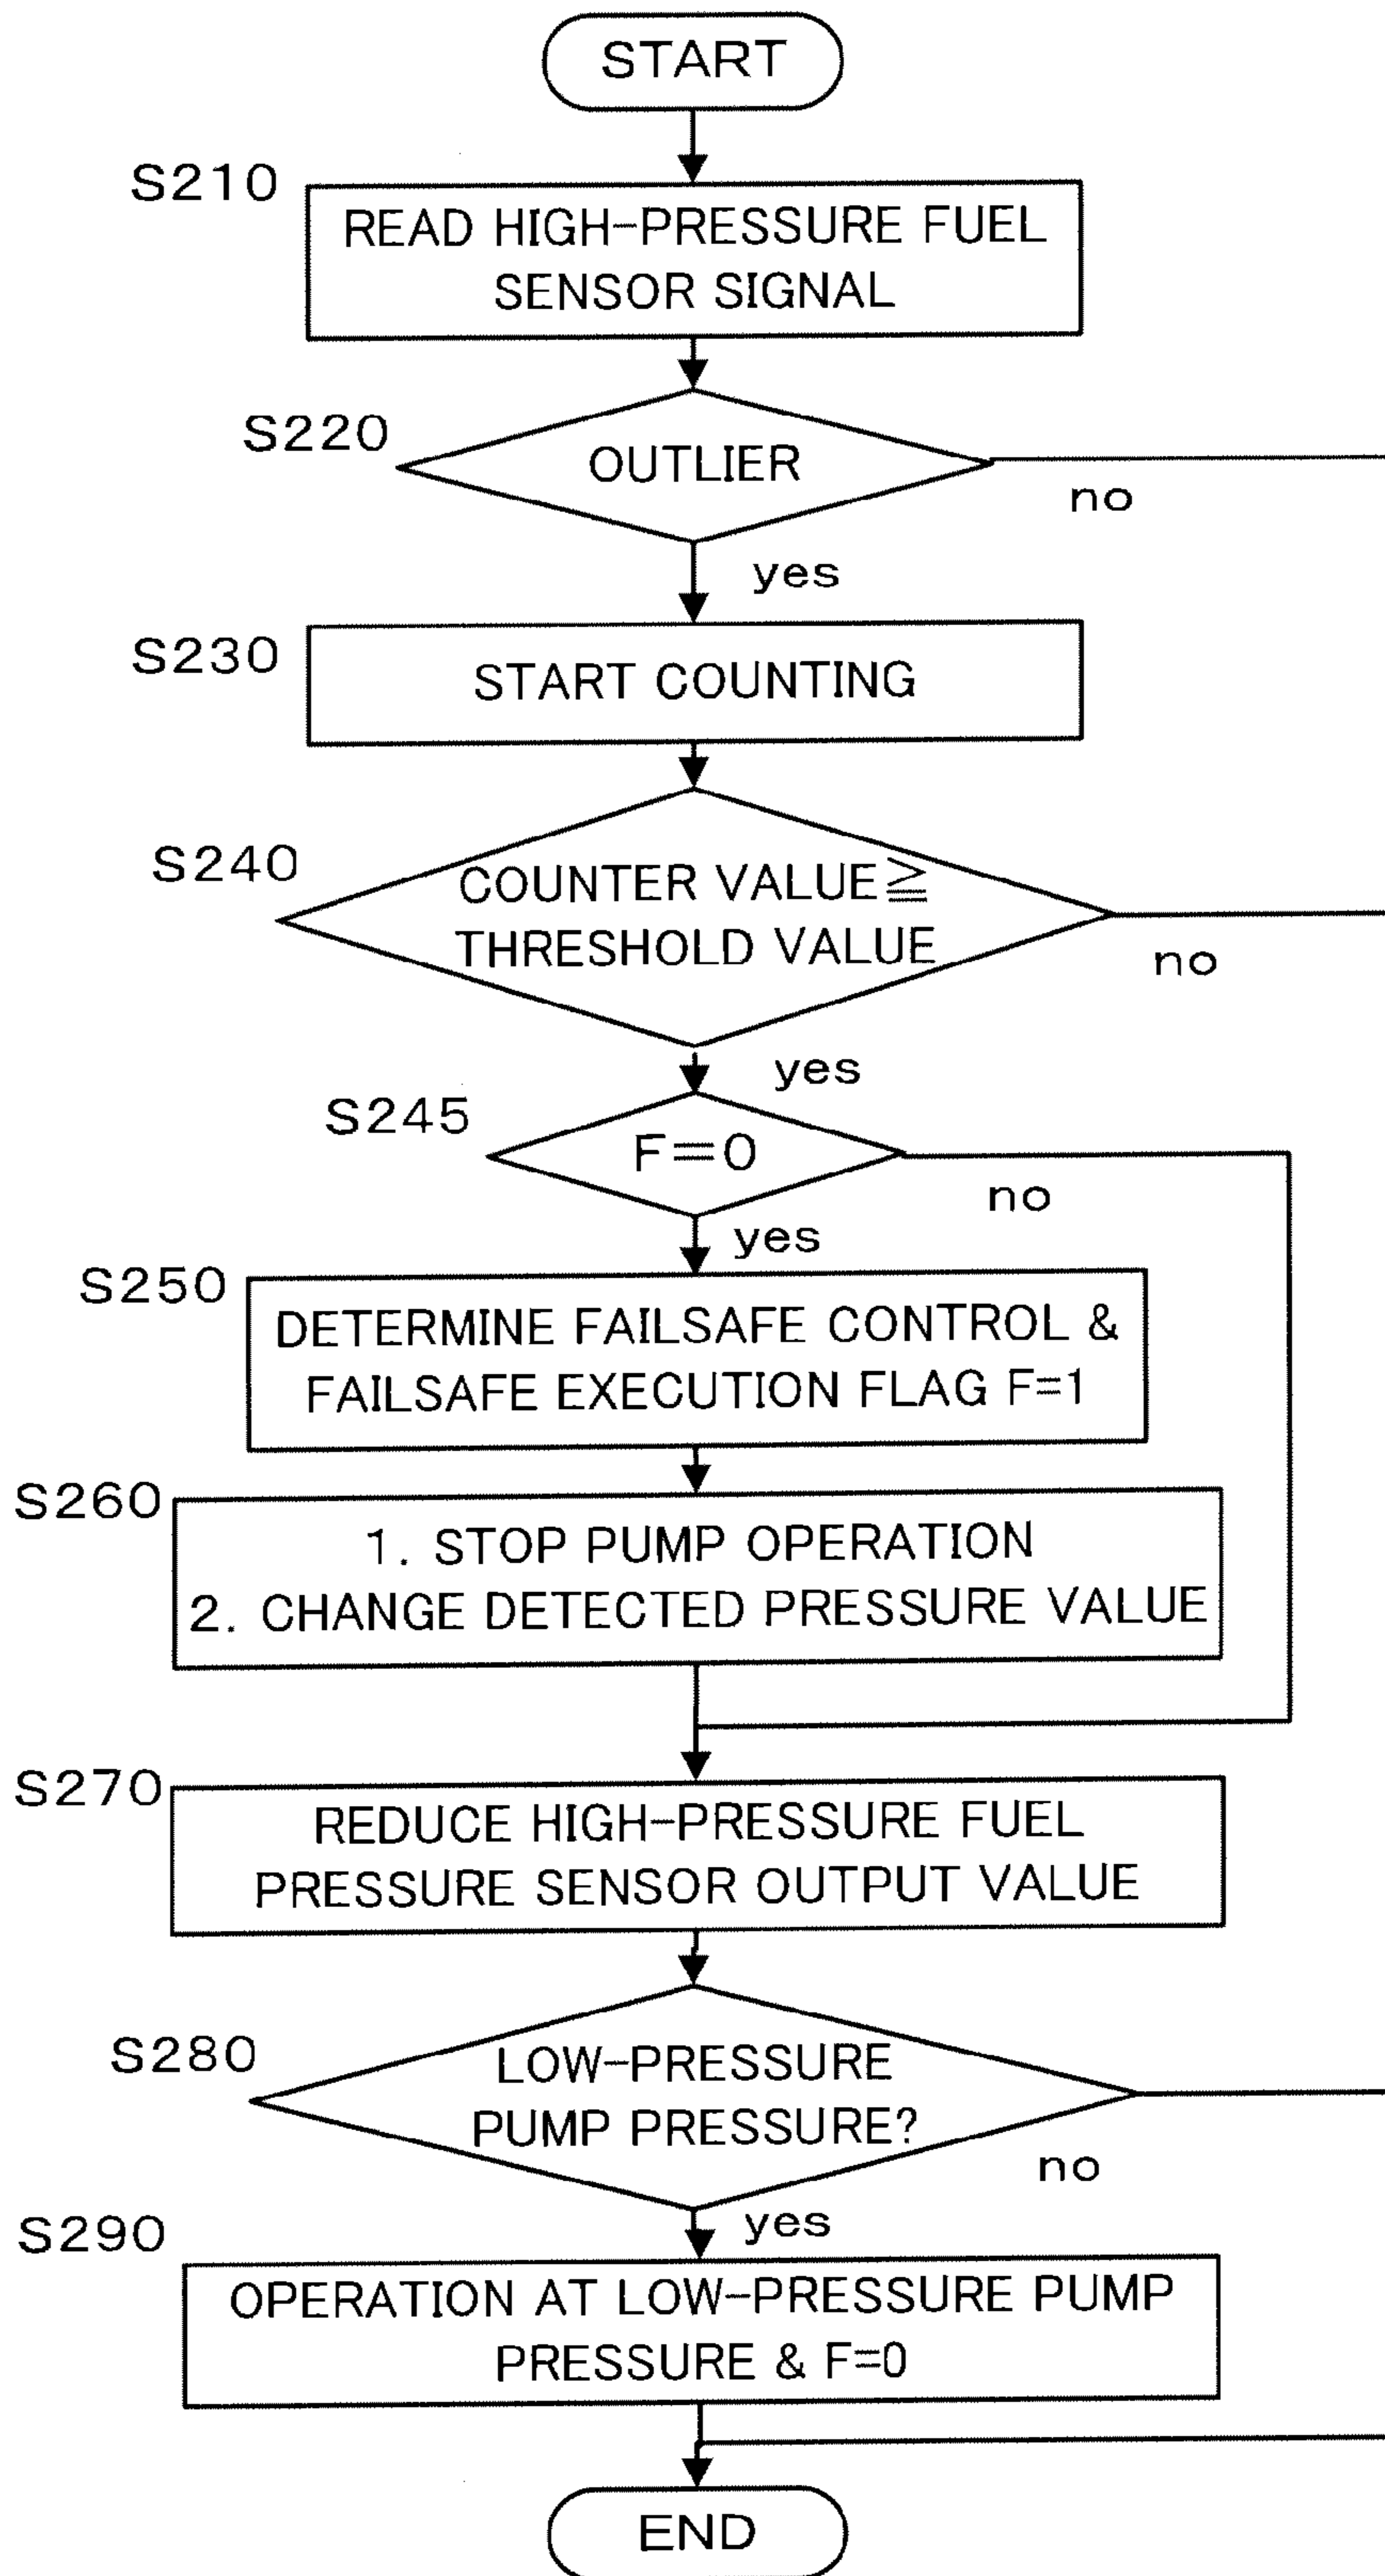 START
S210
READ HIGH-PRESSURE FUEL
SENSOR SIGNAL
S220
OUTLIER
no
yes
S230
START COUNTING
S240
COUNTER VALUE≧
THRESHOLD VALUE
no
yes
S245
F=0
no
yes
S250
DETERMINE FAILSAFE CONTROL &
FAILSAFE EXECUTION FLAG F=1
S260
1. STOP PUMP OPERATION
2. CHANGE DETECTED PRESSURE VALUE
S270
REDUCE HIGH-PRESSURE FUEL
PRESSURE SENSOR OUTPUT VALUE
S280
LOW-PRESSURE
PUMP PRESSURE?
no
yes
S290
OPERATION AT LOW-PRESSURE PUMP
PRESSURE & F=0
END